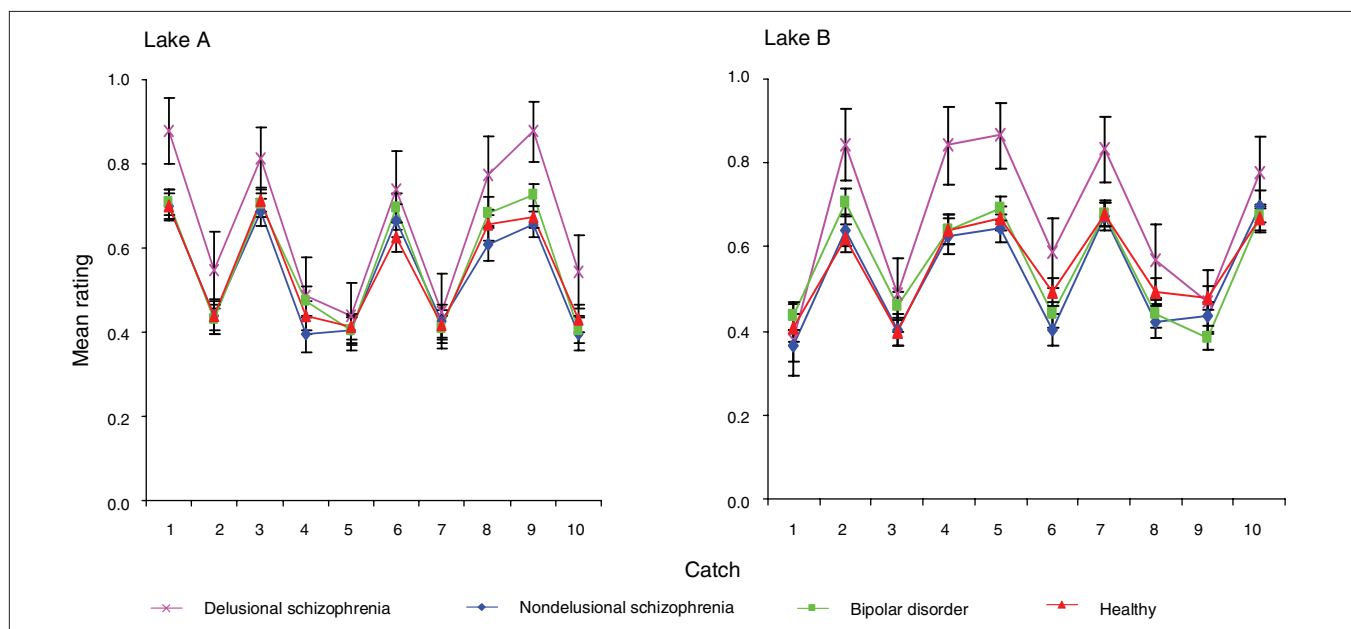 Lake A
Lake B
Mean rating
1.0
0.8
0.6
0.4
0.2
0.0
1 2 3 4 5 6 7 8 9 10
1.0
0.8
0.6
0.4
0.2
0.0
1 2 3 4 5 6 7 8 9 10
Catch
Delusional schizophrenia Nondelusional schizophrenia Bipolar disorder Healthy